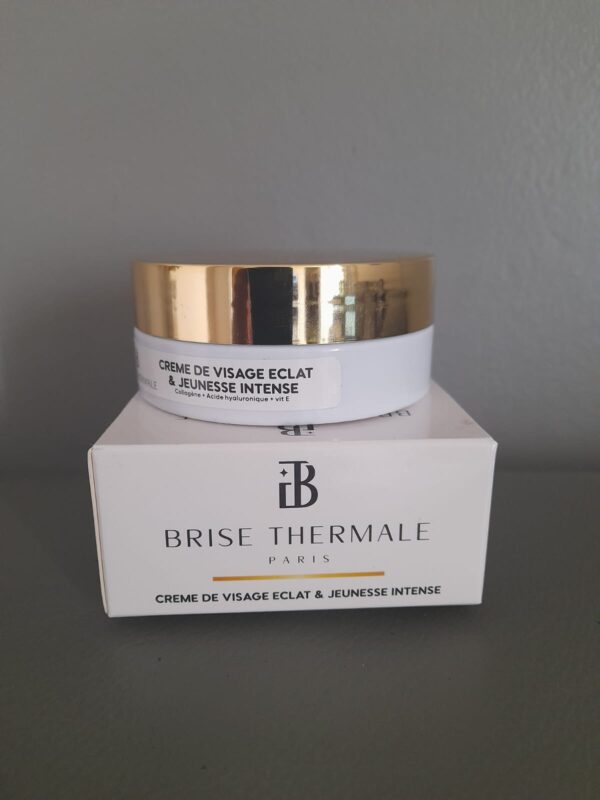 CREME DE VISAGE ECLAT
& JEUNESSE INTENSE
Collagène + Acide hyaluronique + vit E
BRISE THERMALE
PARIS
CREME DE VISAGE ECLAT & JEUNESSE INTENSE